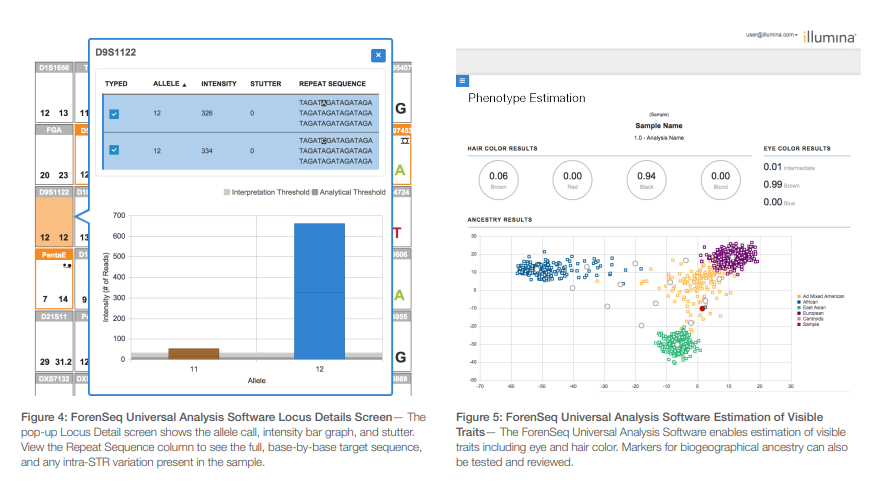 D9S1122
×
TYPED ALLELE ▲ INTENSITY STUTTER REPEAT SEQUENCE
12 326 0 TAGATAGATAGATAGA
TAGATAGATAGATAGA
TAGATAGATAGATAGA
12 334 0 TAGATCGATAGATAGA
TAGATAGATAGATAGA
TAGATAGATAGATAGA
Interpretation Threshold Analytical Threshold
Intensity (# of Reads)
700
600
500
400
300
200
100
0
11 12
Allele
D1S1656
12 13 11
FGA
20 23 12
D9S1122
12 12 13
PentaE
7 14 9
D21S11
29 31.2 12
DXS7132
G
A
4724
T
A
8955
G
Figure 4: ForenSeq Universal Analysis Software Locus Details Screen— The
pop-up Locus Detail screen shows the allele call, intensity bar graph, and stutter.
View the Repeat Sequence column to see the full, base-by-base target sequence,
and any intra-STR variation present in the sample.
user@illumina.com
illumina
Phenotype Estimation
(Sample)
Sample Name
1.0 - Analysis Name
HAIR COLOR RESULTS
0.06 Brown
0.00 Red
0.94 Black
0.00 Blond
EYE COLOR RESULTS
0.01 Intermediate
0.99 Brown
0.00 Blue
ANCESTRY RESULTS
30
20
10
0
-10
-20
-30
-40
-50
-60
-70 -60 -50 -40 -30 -20 -10 0 10 20 30
Ad Mixed American
African
East Asian
European
Centroids
Sample
Figure 5: ForenSeq Universal Analysis Software Estimation of Visible
Traits— The ForenSeq Universal Analysis Software enables estimation of visible
traits including eye and hair color. Markers for biogeographical ancestry can also
be tested and reviewed.